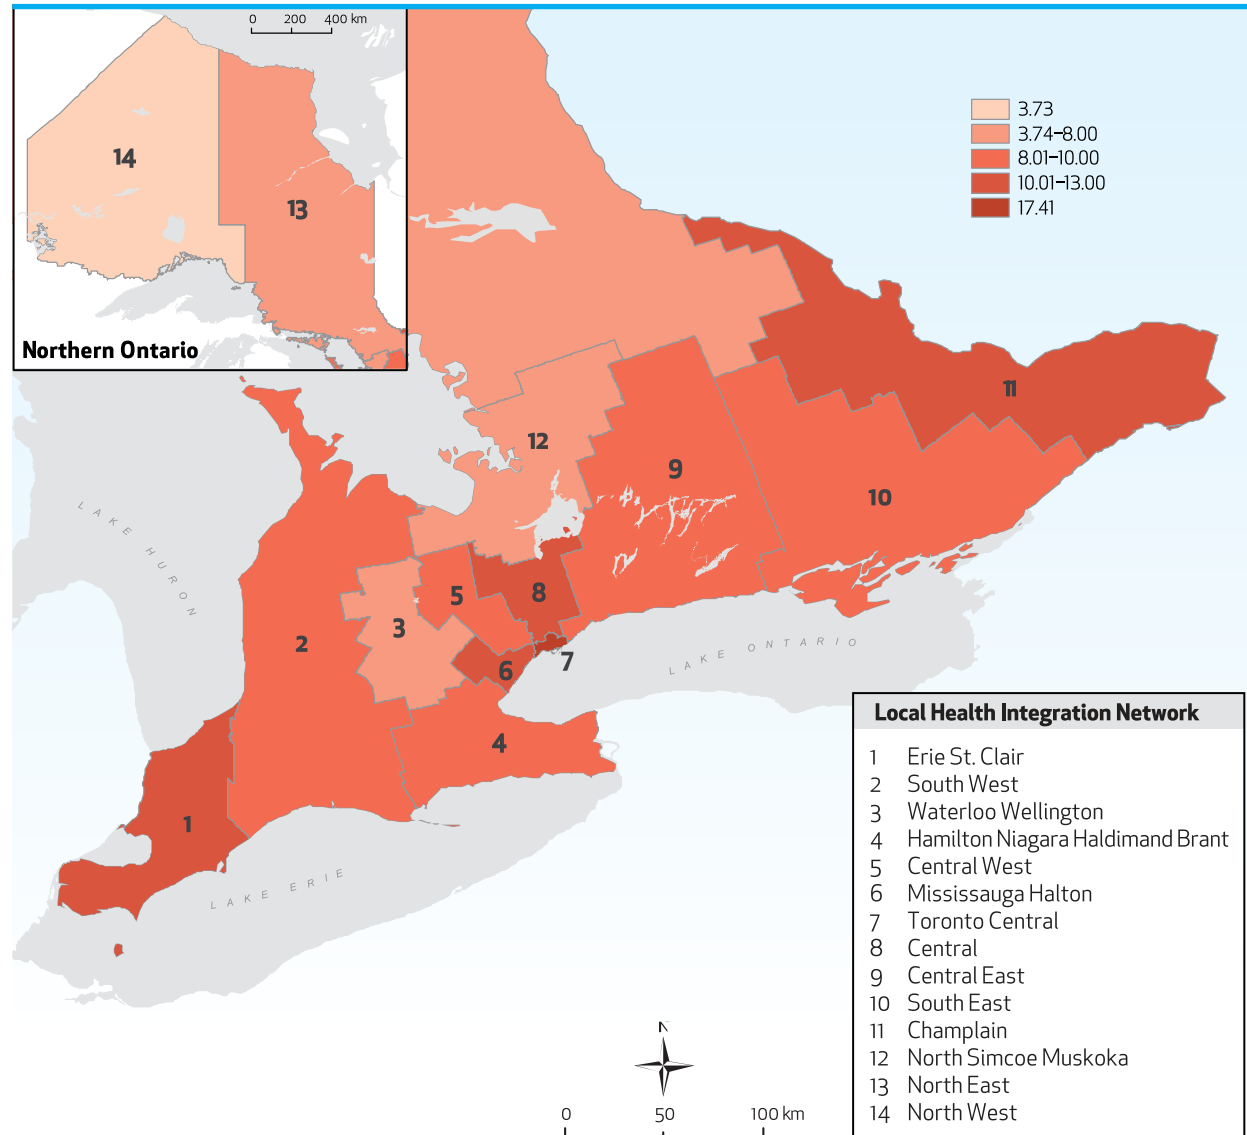 0 200 400 km
14
13
Northern Ontario
3.73
3.74–8.00
8.01–10.00
10.01–13.00
17.41
11
12
9
10
5
8
3
2
6
7
4
1
LAKE HURON
LAKE ONTARIO
LAKE ERIE
Local Health Integration Network
1 Erie St. Clair
2 South West
3 Waterloo Wellington
4 Hamilton Niagara Haldimand Brant
5 Central West
6 Mississauga Halton
7 Toronto Central
8 Central
9 Central East
10 South East
11 Champlain
12 North Simcoe Muskoka
13 North East
14 North West
N
0 50 100 km